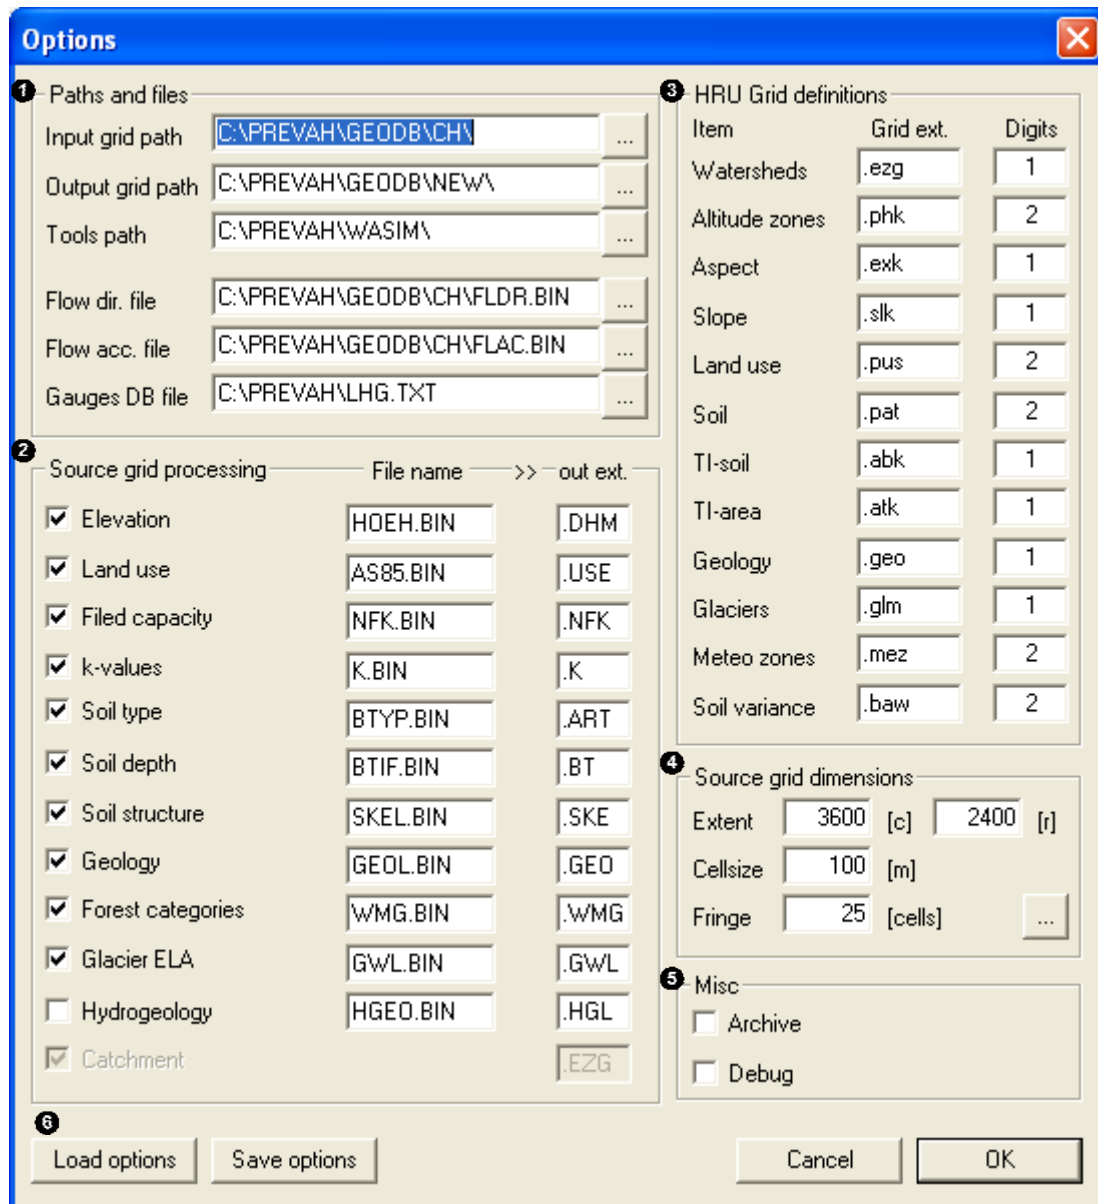 Options
1 Paths and files
Input grid path C:\PREVAH\GEODB\CH\ ...
Output grid path C:\PREVAH\GEODB\NEW\ ...
Tools path C:\PREVAH\WASIM\ ...
Flow dir. file C:\PREVAH\GEODB\CH\FLDR.BIN ...
Flow acc. file C:\PREVAH\GEODB\CH\FLAC.BIN ...
Gauges DB file C:\PREVAH\LHG.TXT ...
2 Source grid processing File name >> out ext.
Elevation HOEH.BIN .DHM
Land use AS85.BIN .USE
Filed capacity NFK.BIN .NFK
k-values K.BIN .K
Soil type BTYP.BIN .ART
Soil depth BTIF.BIN .BT
Soil structure SKEL.BIN .SKE
Geology GEOL.BIN .GEO
Forest categories WMG.BIN .WMG
Glacier ELA GWL.BIN .GWL
Hydrogeology HGEO.BIN .HGL
Catchment .EZG
3 HRU Grid definitions
Item Grid ext. Digits
Watersheds .ezg 1
Altitude zones .phk 2
Aspect .exk 1
Slope .slk 1
Land use .pus 2
Soil .pat 2
TI-soil .abk 1
TI-area .atk 1
Geology .geo 1
Glaciers .glm 1
Meteo zones .mez 2
Soil variance .baw 2
4 Source grid dimensions
Extent 3600 [c] 2400 [r]
Cellsize 100 [m]
Fringe 25 [cells] ...
5 Misc
Archive
Debug
6
Load options Save options Cancel OK